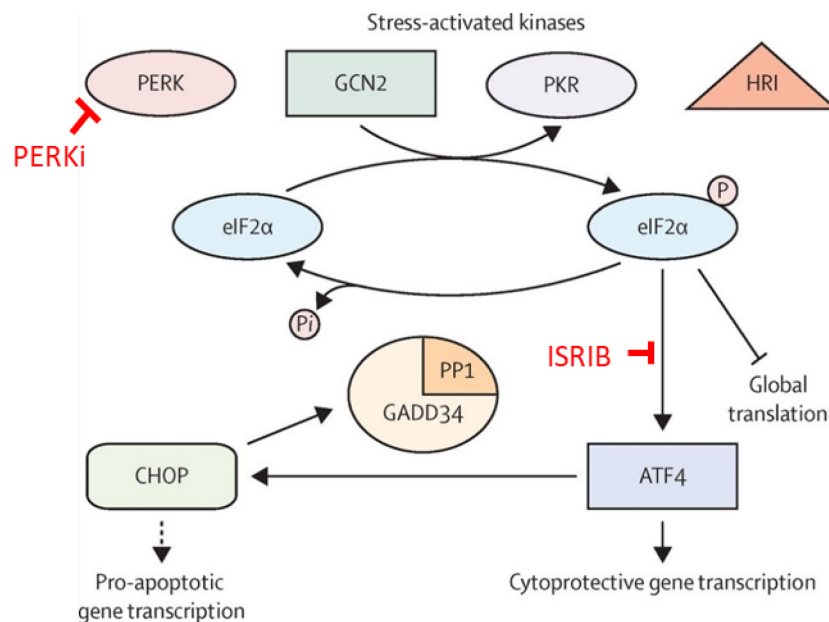 Stress-activated kinases
PERK
GCN2
PKR
HRI
PERKi
eIF2α
P
eIF2α
Pi
ISRIB
PP1
GADD34
Global
translation
CHOP
ATF4
Pro-apoptotic
gene transcription
Cytoprotective gene transcription